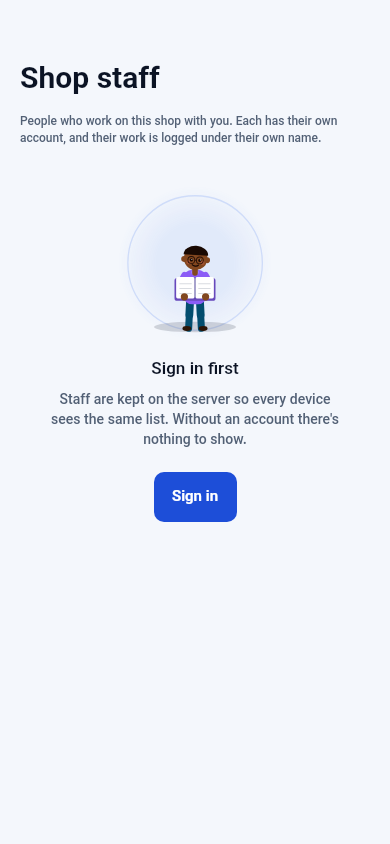 Shop staff
People who work on this shop with you. Each has their own
account, and their work is logged under their own name.
Sign in first
Staff are kept on the server so every device
sees the same list. Without an account there's
nothing to show.
Sign in